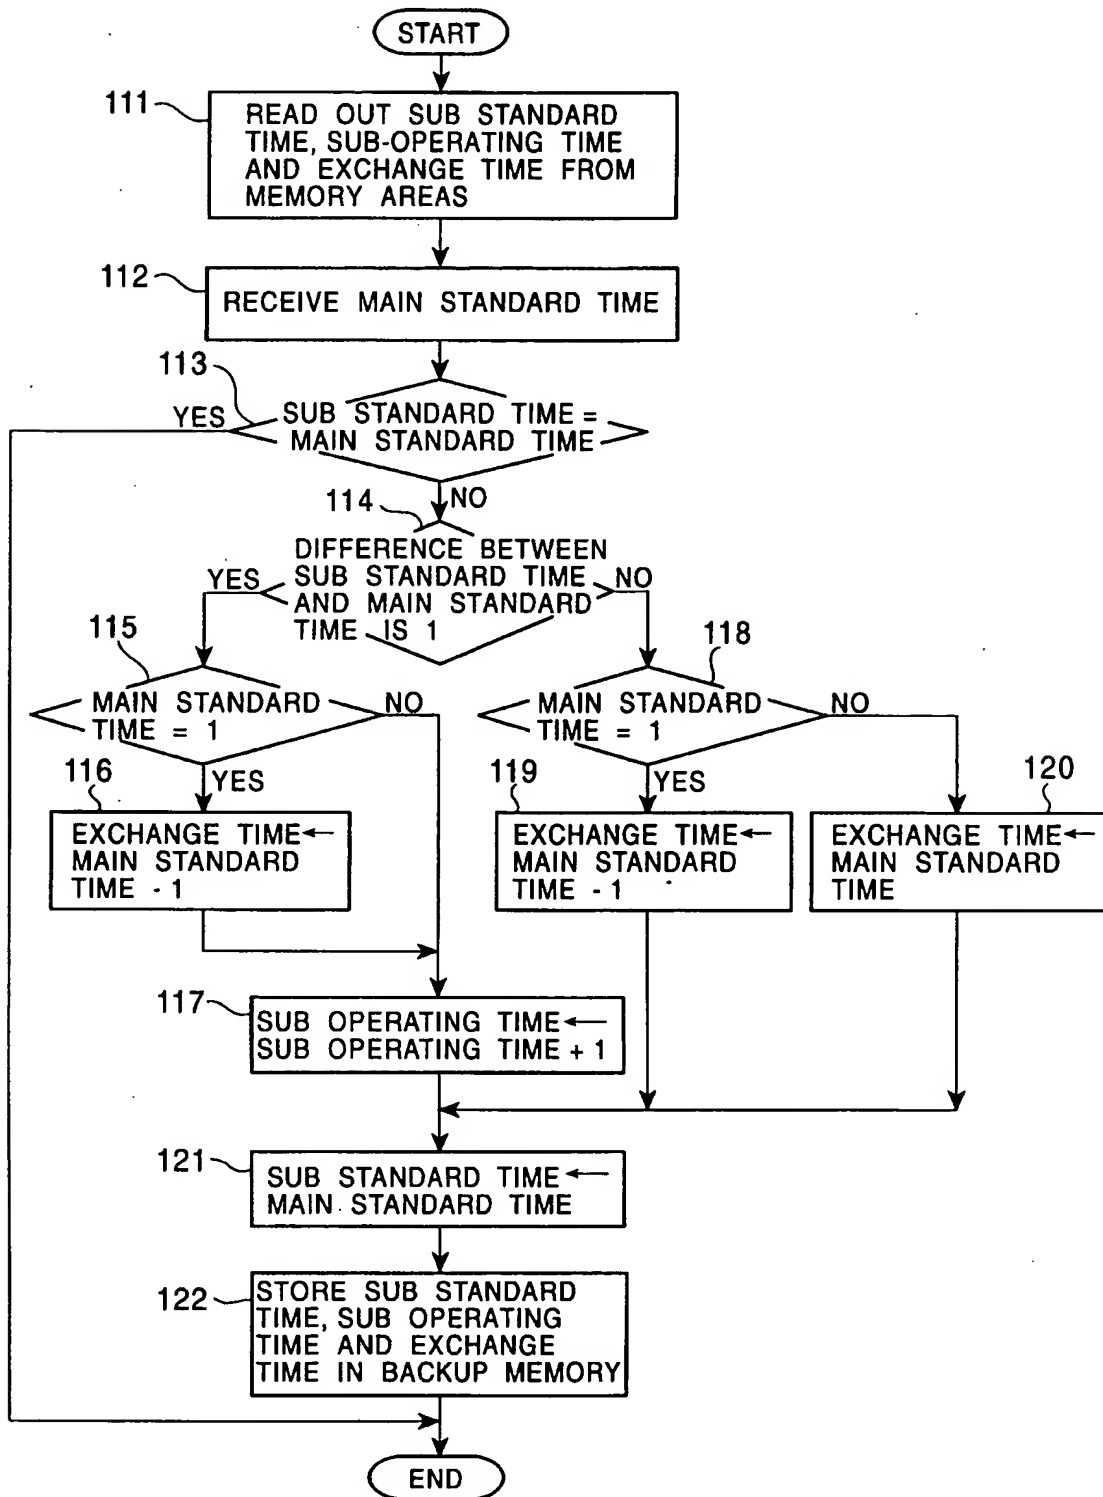 START
111
READ OUT SUB STANDARD
TIME, SUB-OPERATING TIME
AND EXCHANGE TIME FROM
MEMORY AREAS
112
RECEIVE MAIN STANDARD TIME
113
YES
SUB STANDARD TIME =
MAIN STANDARD TIME
NO
114
DIFFERENCE BETWEEN
SUB STANDARD TIME
AND MAIN STANDARD
TIME IS 1
YES
NO
115
MAIN STANDARD
TIME = 1
NO
YES
118
MAIN STANDARD
TIME = 1
NO
YES
116
EXCHANGE TIME←
MAIN STANDARD
TIME - 1
119
EXCHANGE TIME←
MAIN STANDARD
TIME - 1
120
EXCHANGE TIME←
MAIN STANDARD
TIME
117
SUB OPERATING TIME←
SUB OPERATING TIME + 1
121
SUB STANDARD TIME←
MAIN STANDARD TIME
122
STORE SUB STANDARD
TIME, SUB OPERATING
TIME AND EXCHANGE
TIME IN BACKUP MEMORY
END